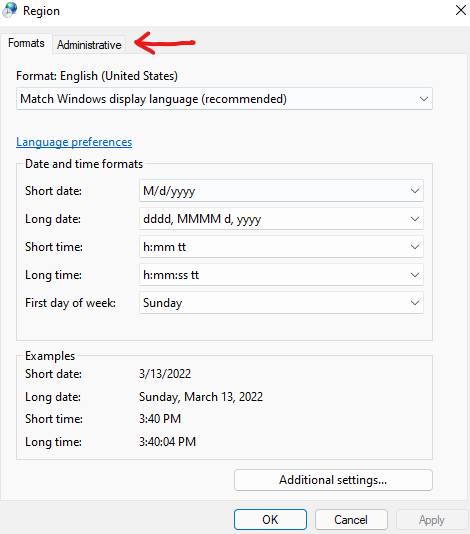 Region
Formats Administrative
Format: English (United States)
Match Windows display language (recommended)
Language preferences
Date and time formats
Short date: M/d/yyyy
Long date: dddd, MMMM d, yyyy
Short time: h:mm tt
Long time: h:mm:ss tt
First day of week: Sunday
Examples
Short date: 3/13/2022
Long date: Sunday, March 13, 2022
Short time: 3:40 PM
Long time: 3:40:04 PM
Additional settings...
OK Cancel Apply